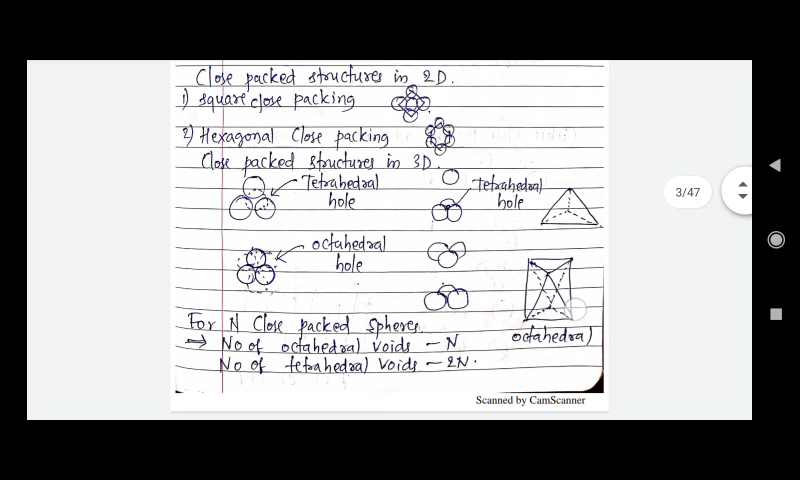 Close packed structures in 2D.
1) square close packing
2) Hexagonal Close packing
Close packed structures in 3D.
Tetrahedral hole
Tetrahedral hole
octahedral hole
For N Close packed spheres.
⇒ No of octahedral voids - N
octahedral
No of tetrahedral voids - 2N.
Scanned by CamScanner
3/47